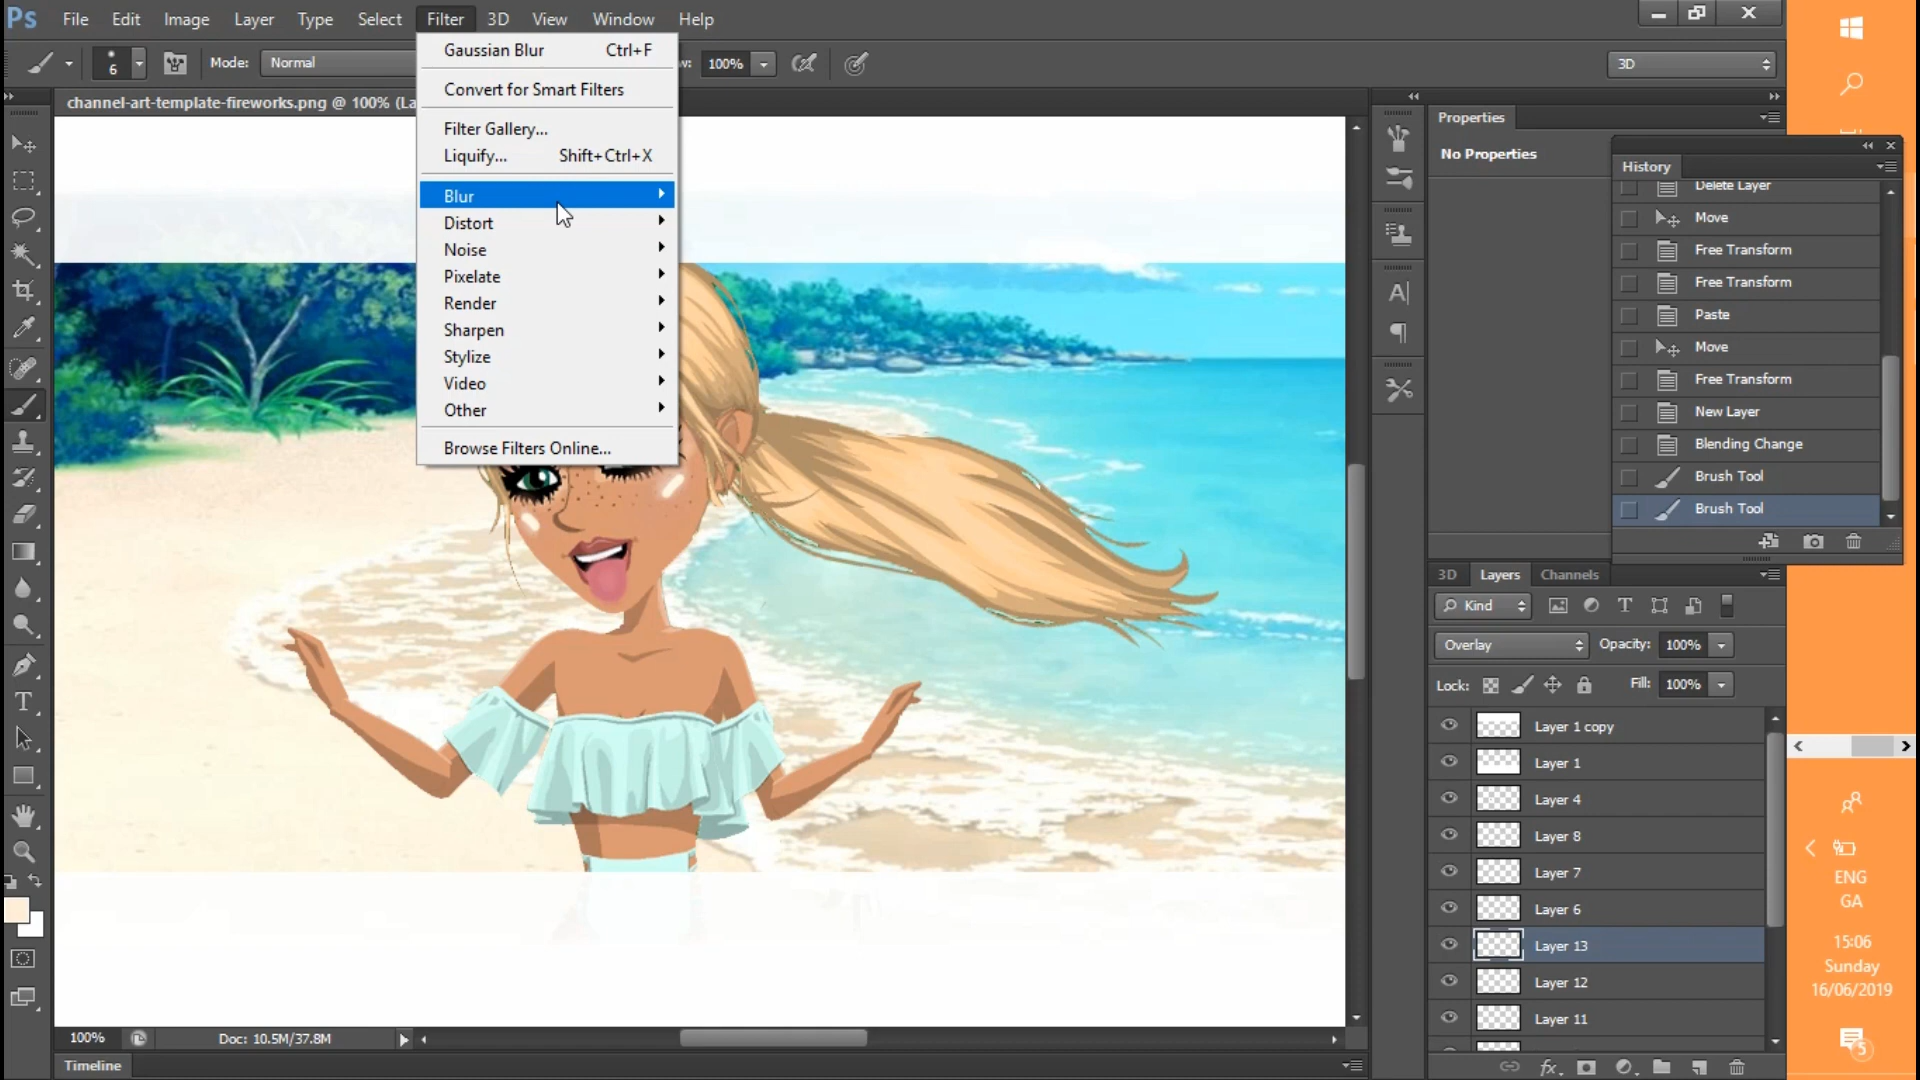 Ps File Edit Image Layer Type Select Filter 3D View Window Help
6 Mode: Normal w: 100% 3D
channel-art-template-fireworks.png @ 100% (La
Gaussian Blur Ctrl+F
Convert for Smart Filters
Filter Gallery...
Liquify... Shift+Ctrl+X
Blur
Distort
Noise
Pixelate
Render
Sharpen
Stylize
Video
Other
Browse Filters Online...
Properties
No Properties
History
Delete Layer
Move
Free Transform
Free Transform
Paste
Move
Free Transform
New Layer
Blending Change
Brush Tool
Brush Tool
3D Layers Channels
Kind
Overlay Opacity: 100%
Lock: Fill: 100%
Layer 1 copy
Layer 1
Layer 4
Layer 8
Layer 7
Layer 6
Layer 13
Layer 12
Layer 11
fx
100% Doc: 10.5M/37.8M
Timeline
ENG
GA
15:06
Sunday
16/06/2019
5